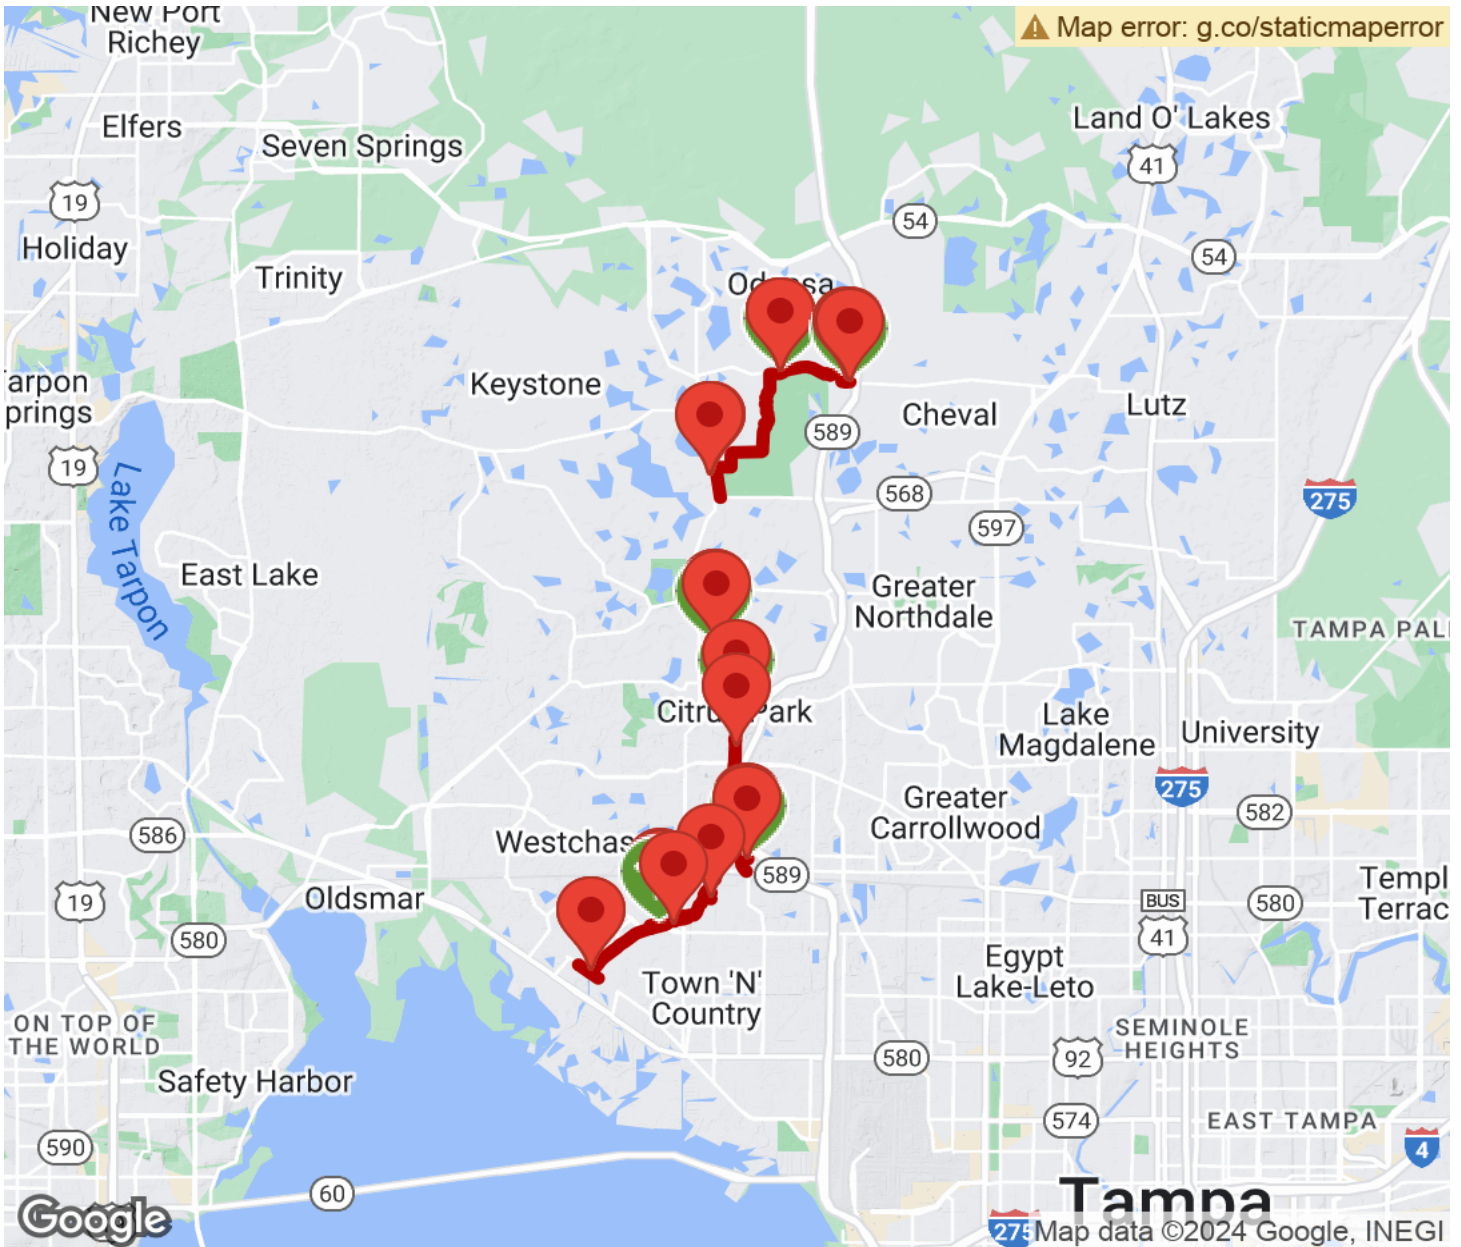 New Port
Richey
Map error: g.co/staticmaperror
Elfers
Seven Springs
Land O' Lakes
41
19
54
Holiday
54
Trinity
Keystone
arpon
prings
Cheval
Lutz
589
19
568
275
597
Lake Tarpon
East Lake
Greater
Northdale
TAMPA PAL
Citru Park
Lake
Magdalene
University
275
586
Westchas
Greater
Carrollwood
582
589
Oldsmar
19
BUS
41
580
Templ
Terrac
580
Egypt
Lake-Leto
Town 'N'
Country
ON TOP OF
THE WORLD
SEMINOLE
HEIGHTS
580
92
Safety Harbor
574
EAST TAMPA
590
4
60
Tampa
Google
275
Map data ©2024 Google, INEGI